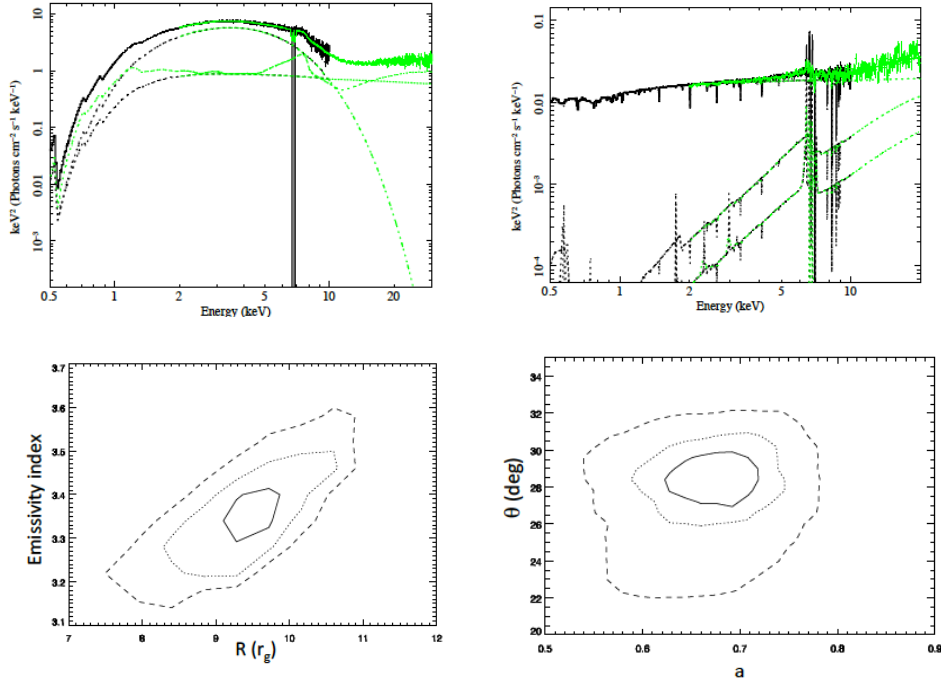 keV² (Photons cm⁻² s⁻¹ keV⁻¹)
10
1
0.1
0.01
10⁻³
0.5 1 2 5 10 20
Energy (keV)
keV² (Photons cm⁻² s⁻¹ keV⁻¹)
0.1
0.01
10⁻³
10⁻⁴
0.5 1 2 5 10
Energy (keV)
Emissivity index
3.7
3.6
3.5
3.4
3.3
3.2
3.1
7 8 9 10 11 12
R (r_g)
θ (deg)
34
32
30
28
26
24
22
20
0.5 0.6 0.7 0.8 0.9
a